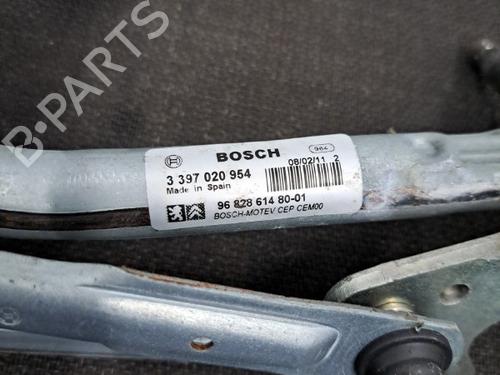 B-PARTS
BOSCH
984
3 397 020 954
Made in Spain
08/02/11 2
96 828 614 80-01
BOSCH-MOTEV CEP CEM00